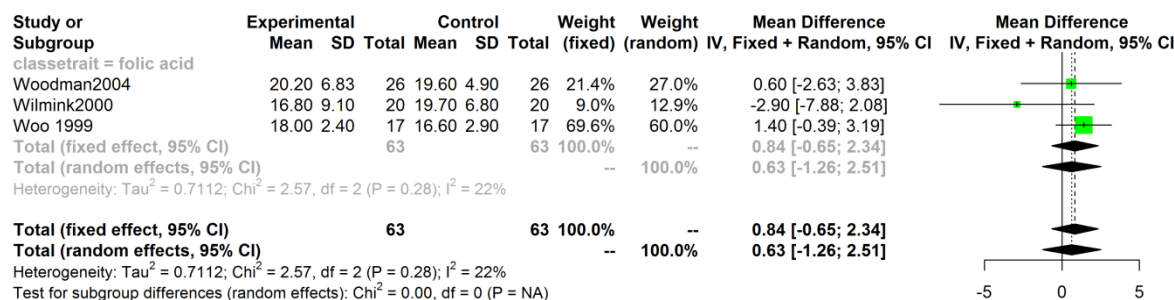 Study or Experimental Control Weight Weight Mean Difference Mean Difference
Subgroup Mean SD Total Mean SD Total (fixed) (random) IV, Fixed + Random, 95% CI IV, Fixed + Random, 95% CI
classetrait = folic acid
Woodman2004 20.20 6.83 26 19.60 4.90 26 21.4% 27.0% 0.60 [-2.63; 3.83]
Wilmink2000 16.80 9.10 20 19.70 6.80 20 9.0% 12.9% -2.90 [-7.88; 2.08]
Woo 1999 18.00 2.40 17 16.60 2.90 17 69.6% 60.0% 1.40 [-0.39; 3.19]
Total (fixed effect, 95% CI) 63 63 100.0% -- 0.84 [-0.65; 2.34]
Total (random effects, 95% CI) -- 100.0% 0.63 [-1.26; 2.51]
Heterogeneity: Tau² = 0.7112; Chi² = 2.57, df = 2 (P = 0.28); I² = 22%
Total (fixed effect, 95% CI) 63 63 100.0% -- 0.84 [-0.65; 2.34]
Total (random effects, 95% CI) -- 100.0% 0.63 [-1.26; 2.51]
Heterogeneity: Tau² = 0.7112; Chi² = 2.57, df = 2 (P = 0.28); I² = 22%
Test for subgroup differences (random effects): Chi² = 0.00, df = 0 (P = NA)
-5 0 5